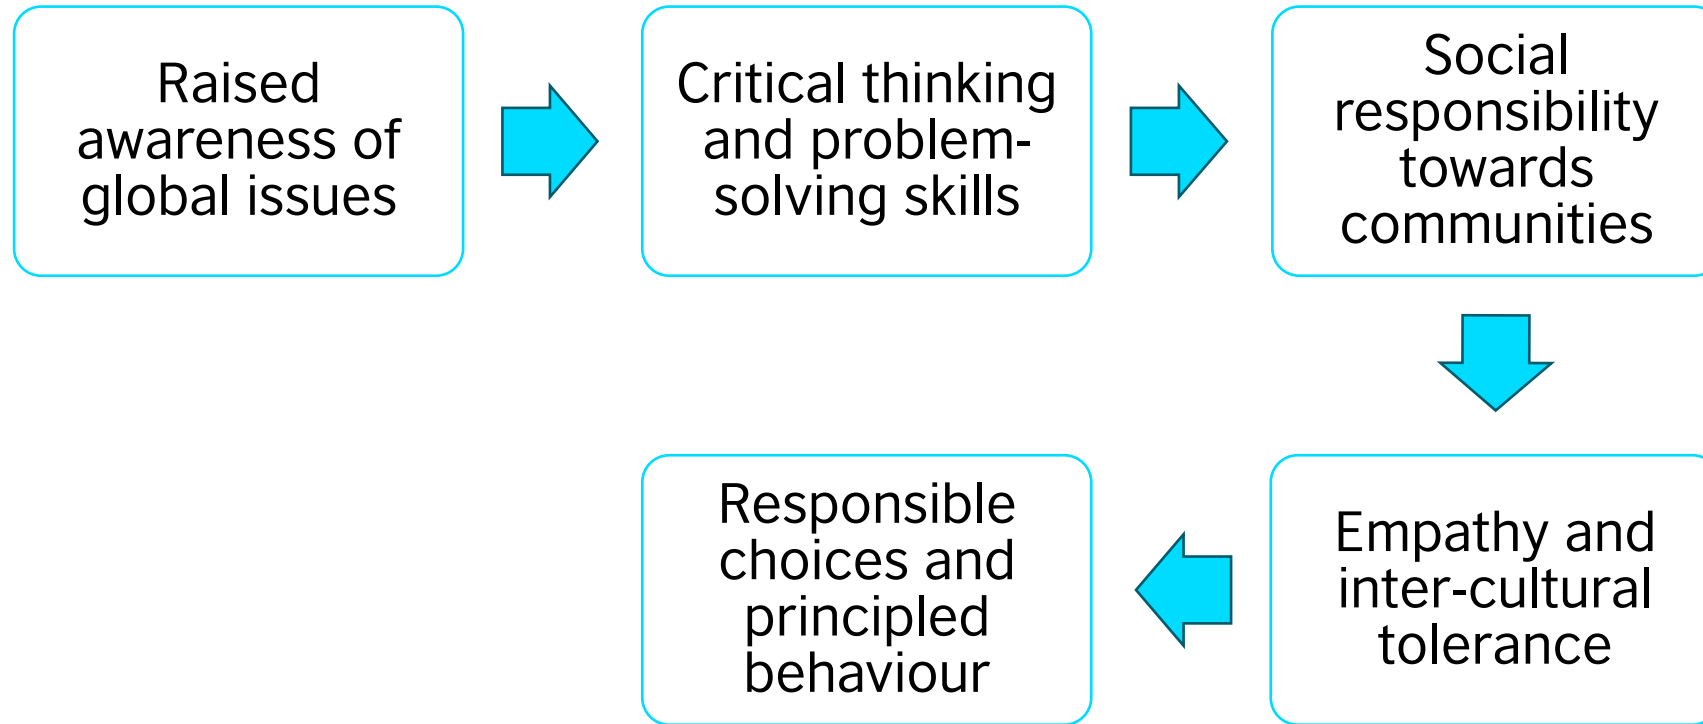 Raised
awareness of
global issues
Critical thinking
and problem-
solving skills
Social
responsibility
towards
communities
Empathy and
inter-cultural
tolerance
Responsible
choices and
principled
behaviour